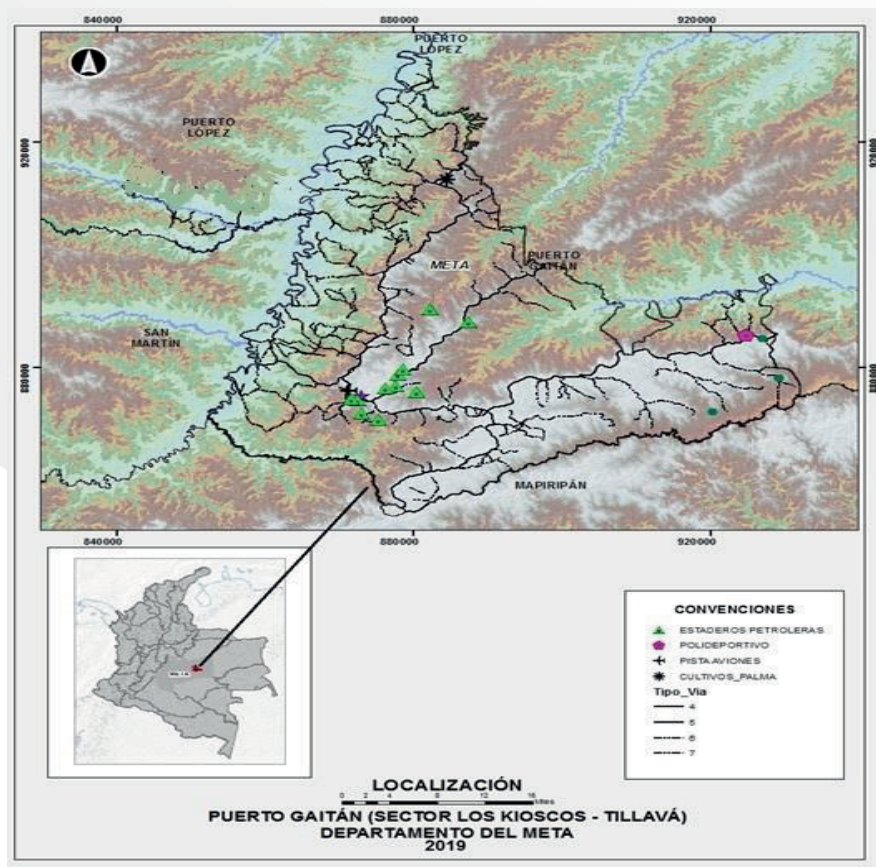 840000 880000 920000
PUERTO
LÓPEZ
PUERTO
LÓPEZ
920000 920000
META
PUERTO
GAITÁN
SAN
MARTÍN
880000 880000
MAPIRIPÁN
840000 880000 920000
CONVENCIONES
ESTADEROS PETROLERAS
POLIDEPORTIVO
PISTA AVIONES
CULTIVOS_PALMA
Tipo_Via
4
5
6
7
LOCALIZACIÓN
0 2 4 8 12 16
Miles
PUERTO GAITÁN (SECTOR LOS KIOSCOS - TILLAVÁ)
DEPARTAMENTO DEL META
2019